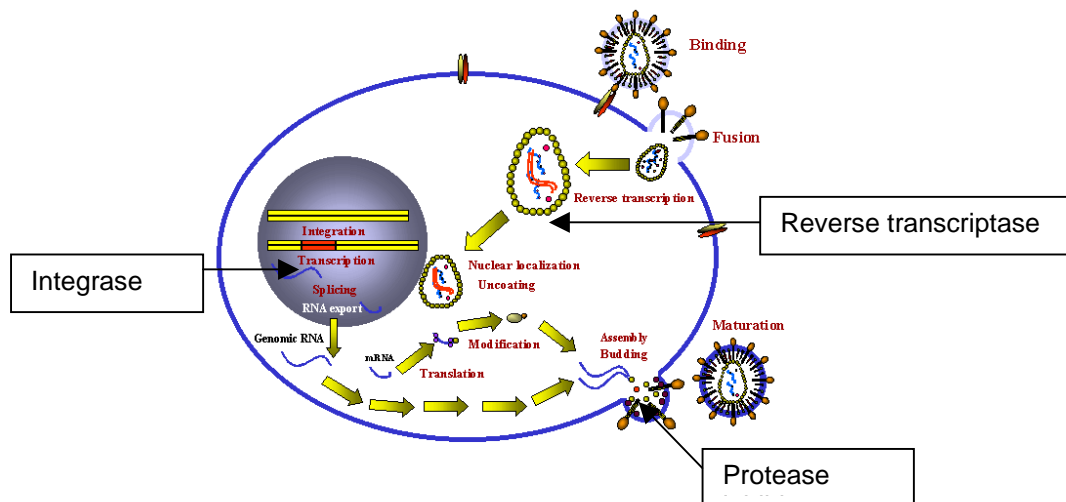 Binding
Fusion
Reverse transcription
Reverse transcriptase
Integration
Transcription
Integrase
Splicing
RNA export
Nuclear localization
Uncoating
Genomic RNA
mRNA
Modification
Translation
Assembly
Budding
Maturation
Protease